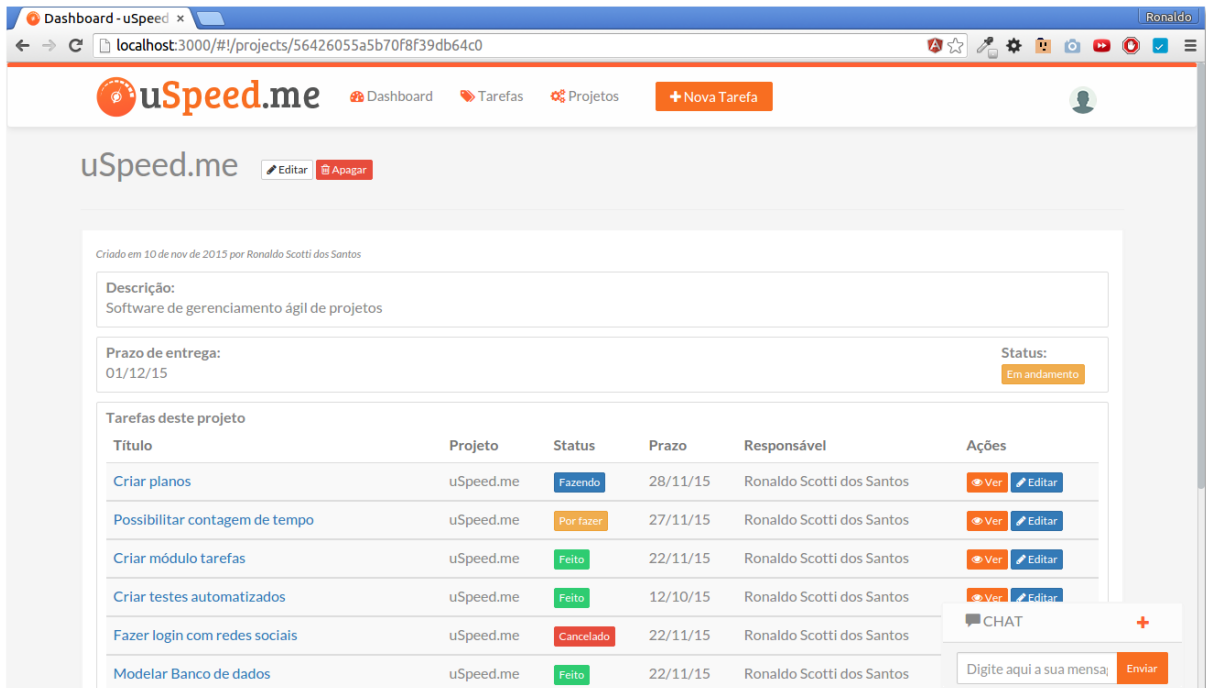 Dashboard - uSpeed
Ronaldo
localhost:3000/#!/projects/56426055a5b70f8f39db64c0
uSpeed.me Dashboard Tarefas Projetos +Nova Tarefa
uSpeed.me Editar Apagar
Criado em 10 de nov de 2015 por Ronaldo Scotti dos Santos
Descrição:
Software de gerenciamento ágil de projetos
Prazo de entrega: Status:
01/12/15 Em andamento
Tarefas deste projeto
Título Projeto Status Prazo Responsável Ações
Criar planos uSpeed.me Fazendo 28/11/15 Ronaldo Scotti dos Santos Ver Editar
Possibilitar contagem de tempo uSpeed.me Por fazer 27/11/15 Ronaldo Scotti dos Santos Ver Editar
Criar módulo tarefas uSpeed.me Feito 22/11/15 Ronaldo Scotti dos Santos Ver Editar
Criar testes automatizados uSpeed.me Feito 12/10/15 Ronaldo Scotti dos Santos Ver Editar
Fazer login com redes sociais uSpeed.me Cancelado 22/11/15 Ronaldo Scotti dos Santos
Modelar Banco de dados uSpeed.me Feito 22/11/15 Ronaldo Scotti dos Santos
CHAT +
Digite aqui a sua mensa Enviar